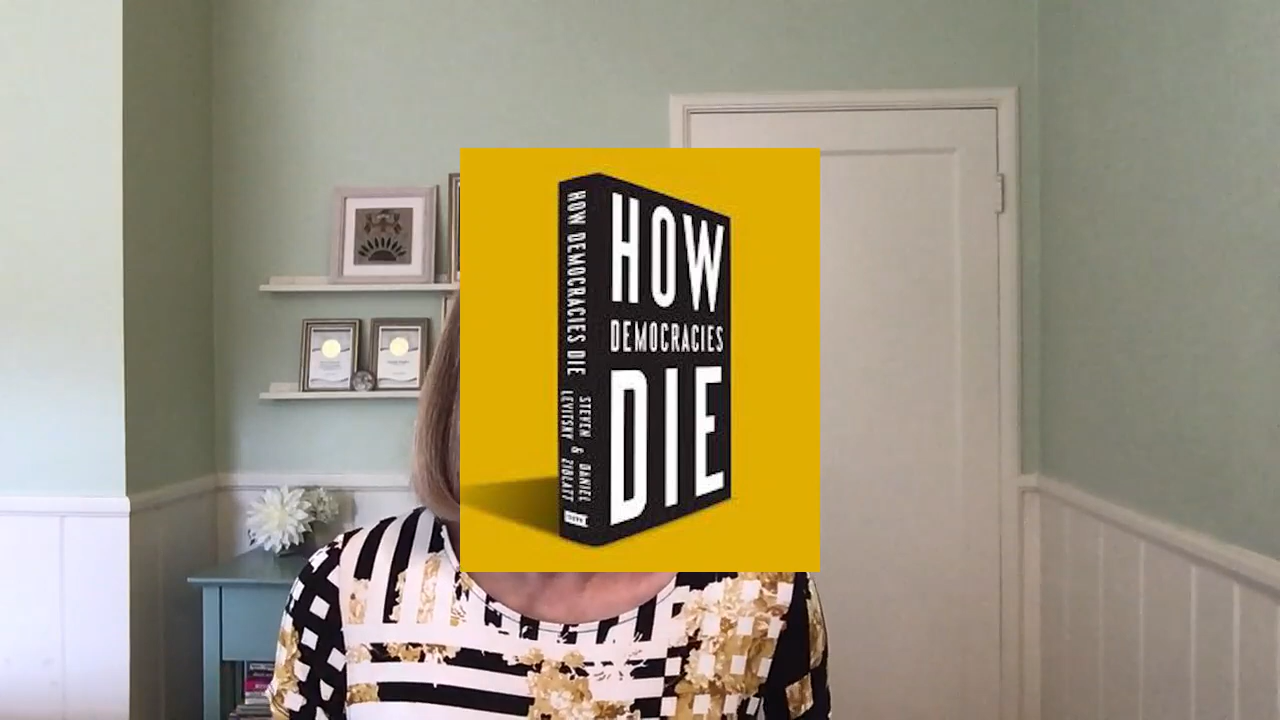 HOW DEMOCRACIES DIE
STEVEN
LEVITSKY
&
DANIEL
ZIBLATT
HOW
DEMOCRACIES
DIE